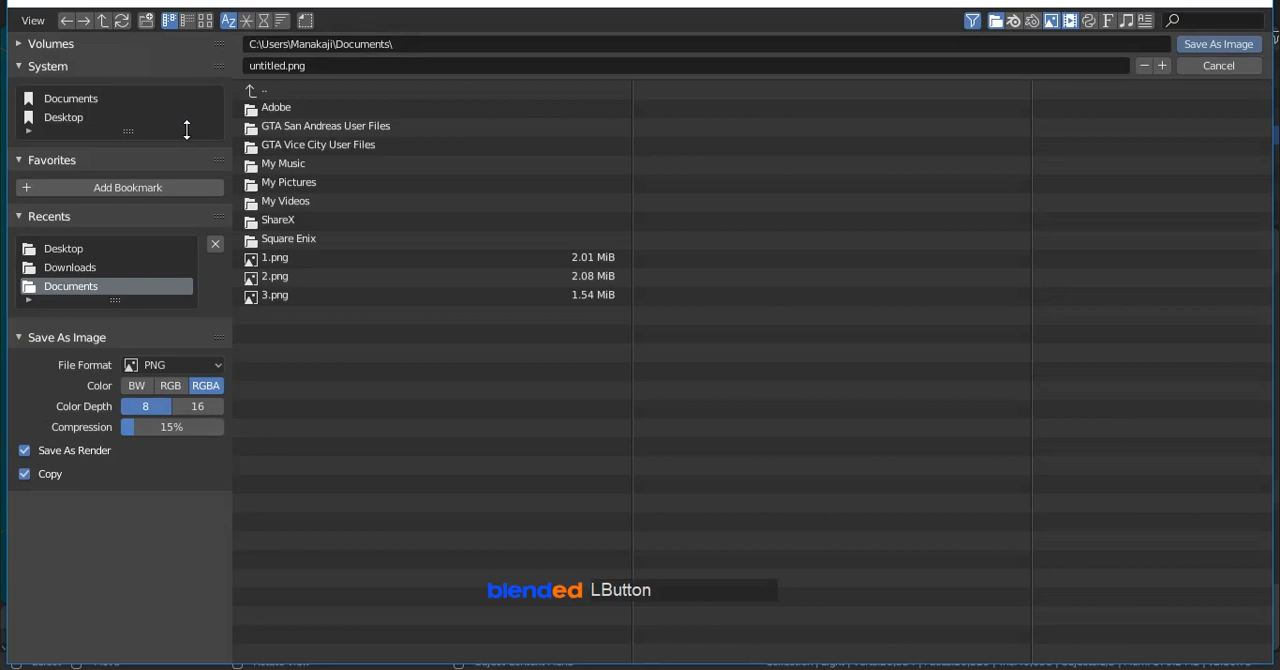 View
Volumes
System
Documents
Desktop
Favorites
Add Bookmark
Recents
Desktop
Downloads
Documents
Save As Image
File Format PNG
Color BW RGB RGBA
Color Depth 8 16
Compression 15%
Save As Render
Copy
C:\Users\Manakaji\Documents\
Save As Image
untitled.png
Cancel
..
Adobe
GTA San Andreas User Files
GTA Vice City User Files
My Music
My Pictures
My Videos
ShareX
Square Enix
1.png 2.01 MiB
2.png 2.08 MiB
3.png 1.54 MiB
blended LButton